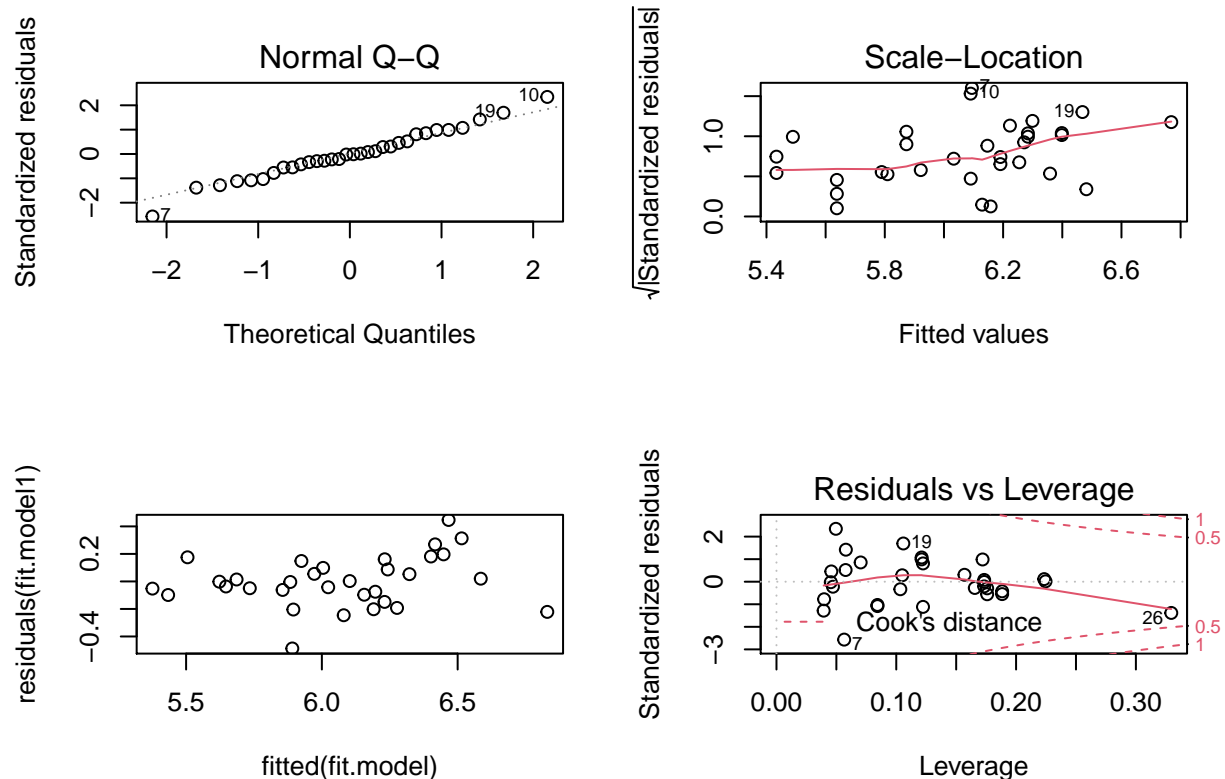 Normal Q−Q
Standardized residuals
2
0
−2
10
19
7
−2 −1 0 1 2
Theoretical Quantiles
Scale−Location
√|Standardized residuals|
1.0
0.0
7
10
19
5.4 5.8 6.2 6.6
Fitted values
residuals(fit.model1)
0.2
−0.4
5.5 6.0 6.5
fitted(fit.model)
Residuals vs Leverage
Standardized residuals
2
0
−3
19
26
7
Cook's distance
1
0.5
0.5
1
0.00 0.10 0.20 0.30
Leverage